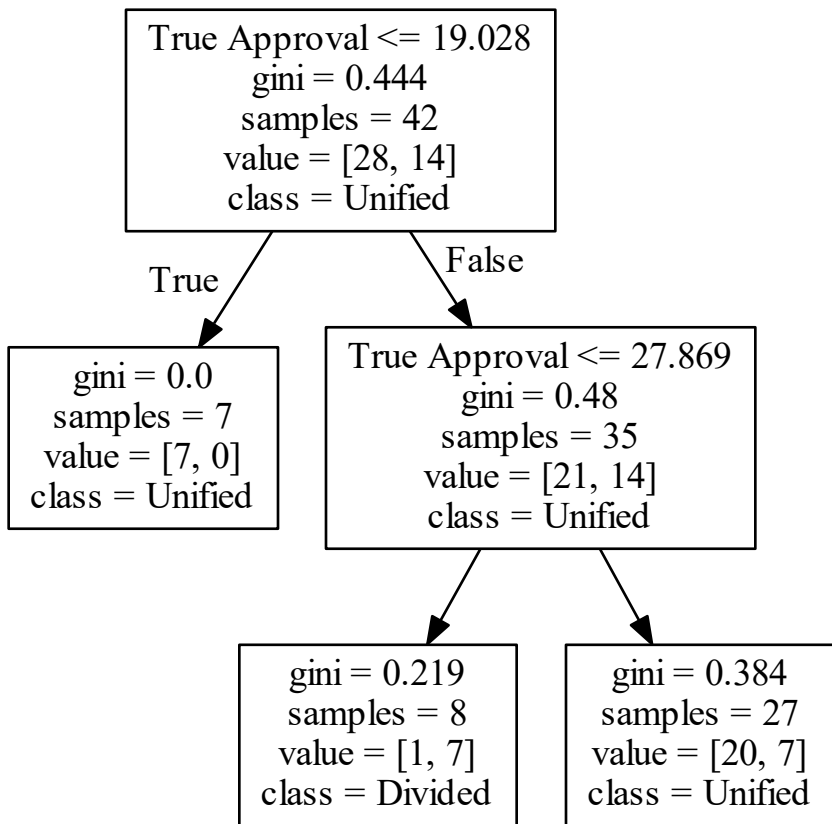 True Approval <= 19.028
gini = 0.444
samples = 42
value = [28, 14]
class = Unified
True
False
gini = 0.0
samples = 7
value = [7, 0]
class = Unified
True Approval <= 27.869
gini = 0.48
samples = 35
value = [21, 14]
class = Unified
gini = 0.219
samples = 8
value = [1, 7]
class = Divided
gini = 0.384
samples = 27
value = [20, 7]
class = Unified